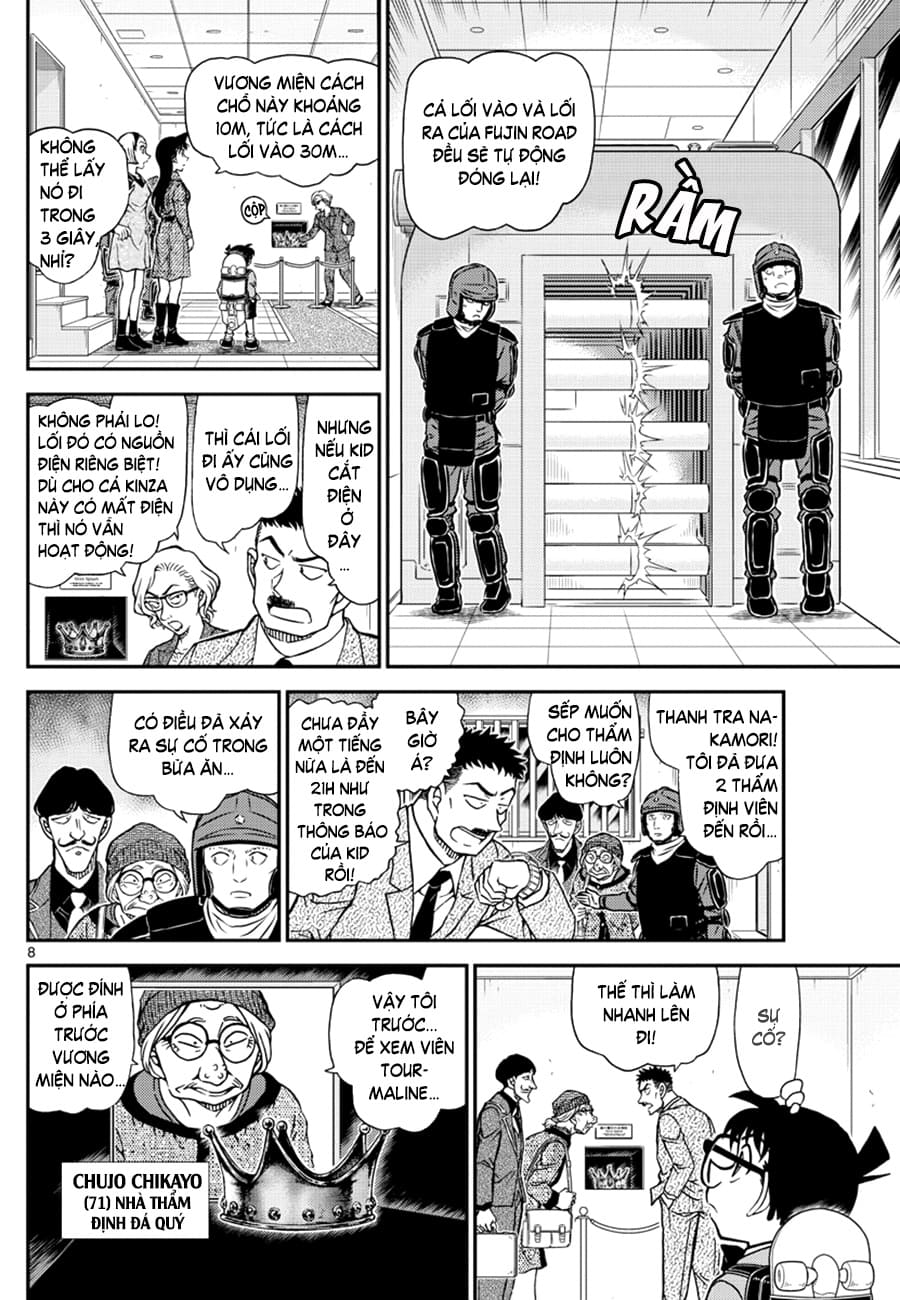 CẢ LỐI VÀO VÀ LỐI
RA CỦA FUJIN ROAD
ĐỀU SẼ TỰ ĐỘNG
ĐÓNG LẠI!
RẦM
VƯƠNG MIỆN CÁCH
CHỖ NÀY KHOẢNG
10M, TỨC LÀ CÁCH
LỐI VÀO 30M...
KHÔNG
THỂ LẤY
NÓ ĐI
TRONG
3 GIÂY,
NHỈ?
CỘP
NHƯNG
NẾU KID
CẮT
ĐIỆN Ở
ĐÂY
...
THÌ CÁI LỐI
ĐI ẤY CŨNG
VÔ DỤNG...
KHÔNG PHẢI LO!
LỐI ĐÓ CÓ NGUỒN
ĐIỆN RIÊNG BIỆT!
DÙ CHO CẢ KINZA
NÀY CÓ MẤT ĐIỆN
THÌ NÓ VẪN
HOẠT ĐỘNG!
THANH TRA NA-
KAMORI!
TÔI ĐÃ ĐƯA
2 THẨM
ĐỊNH VIÊN
ĐẾN RỒI...
SẾP MUỐN
CHO THẨM
ĐỊNH LUÔN
KHÔNG?
BÂY
GIỜ
Á?
CHƯA ĐẦY
MỘT TIẾNG
NỮA LÀ ĐẾN
21H NHƯ
TRONG
THÔNG BÁO
CỦA KID
RỒI!
CÓ ĐIỀU ĐÃ XẢY
RA SỰ CỐ TRONG
BỮA ĂN...
8
SỰ
CỐ?
THẾ THÌ LÀM
NHANH LÊN
ĐI!
VẬY TÔI
TRƯỚC...
ĐỂ XEM VIÊN
TOUR-
MALINE...
ĐƯỢC ĐÍNH
Ở PHÍA
TRƯỚC
VƯƠNG
MIỆN NÀO...
CHUJO CHIKAYO
(71) NHÀ THẨM
ĐỊNH ĐÁ QUÝ